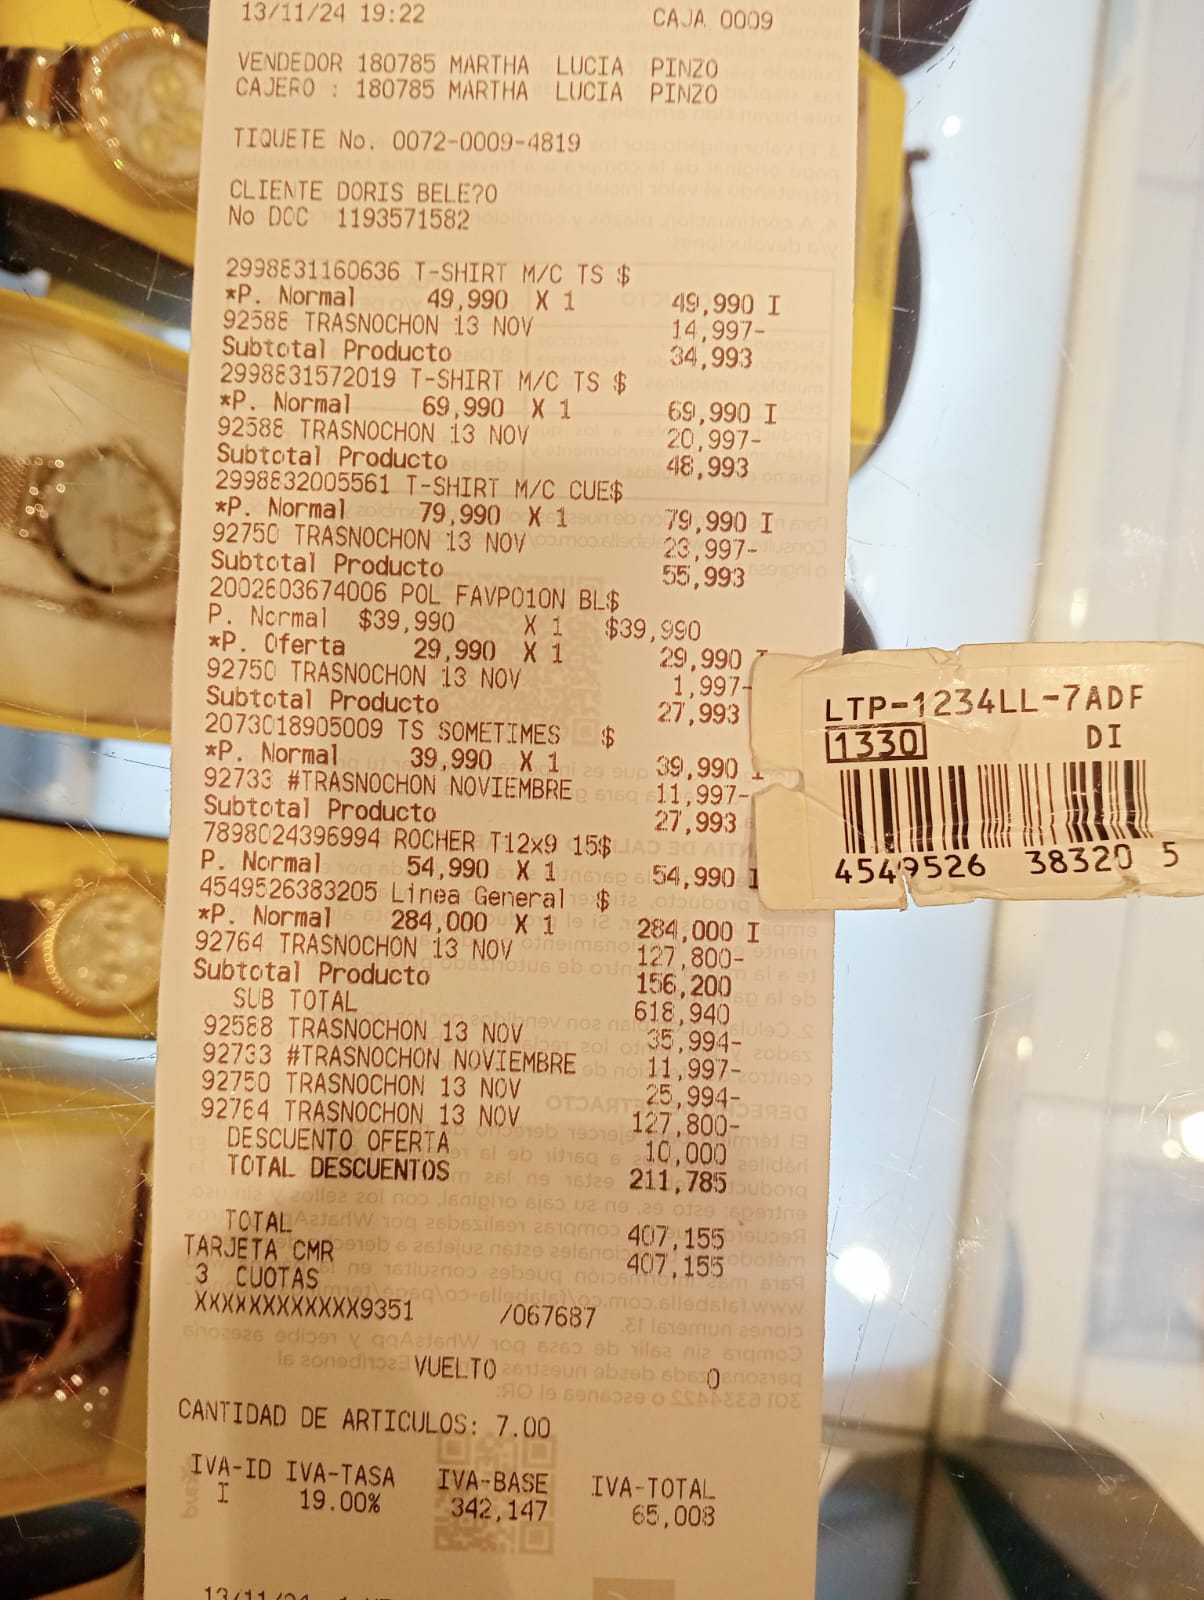 13/11/24 19:22 CAJA 0009
VENDEDOR 180785 MARTHA LUCIA PINZO
CAJERO : 180785 MARTHA LUCIA PINZO
TIQUETE No. 0072-0009-4819
CLIENTE DORIS BELE?O
No DOC 1193571582
2998831160636 T-SHIRT M/C TS $
*P. Normal 49,990 X 1 49,990 I
92588 TRASNOCHON 13 NOV 14,997-
Subtotal Producto 34,993
2998831572019 T-SHIRT M/C TS $
*P. Normal 69,990 X 1 69,990 I
92588 TRASNOCHON 13 NOV 20,997-
Subtotal Producto 48,993
2998832005561 T-SHIRT M/C CUE$
*P. Normal 79,990 X 1 79,990 I
92750 TRASNOCHON 13 NOV 23,997-
Subtotal Producto 55,993
2002603674006 POL FAVPO1ON BL$
P. Normal $39,990 X 1 $39,990
*P. Oferta 29,990 X 1 29,990 I
92750 TRASNOCHON 13 NOV 1,997-
Subtotal Producto 27,993
2073018905009 TS SOMETIMES $
*P. Normal 39,990 X 1 39,990 I
92733 #TRASNOCHON NOVIEMBRE 11,997-
Subtotal Producto 27,993
7898024396994 ROCHER T12x9 15$
P. Normal 54,990 X 1 54,990 I
4549526383205 Linea General $
*P. Normal 284,000 X 1 284,000 I
92764 TRASNOCHON 13 NOV 127,800-
Subtotal Producto 156,200
SUB TOTAL 618,940
92588 TRASNOCHON 13 NOV 35,994-
92733 #TRASNOCHON NOVIEMBRE 11,997-
92750 TRASNOCHON 13 NOV 25,994-
92764 TRASNOCHON 13 NOV 127,800-
DESCUENTO OFERTA 10,000
TOTAL DESCUENTOS 211,785
TOTAL 407,155
TARJETA CMR 407,155
3 CUOTAS
XXXXXXXXXXXX9351 /067687
VUELTO 0
CANTIDAD DE ARTICULOS: 7.00
IVA-ID IVA-TASA IVA-BASE IVA-TOTAL
I 19.00% 342,147 65,008
LTP-1234LL-7ADF
1330 DI
4549526 38320 5